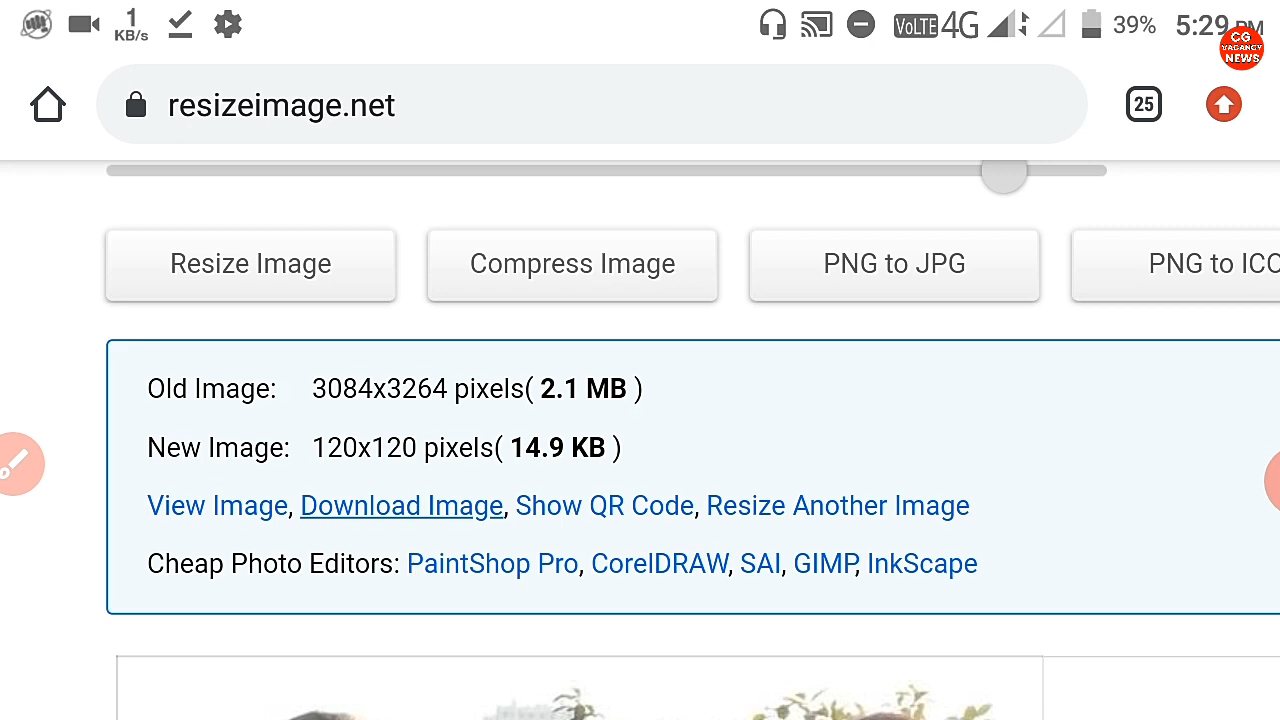 1
KB/s
VoLTE 4G 39% 5:29 PM
CG
VACANCY
NEWS
resizeimage.net
25
Resize Image Compress Image PNG to JPG PNG to ICO
Old Image: 3084x3264 pixels( 2.1 MB )
New Image: 120x120 pixels( 14.9 KB )
View Image, Download Image, Show QR Code, Resize Another Image
Cheap Photo Editors: PaintShop Pro, CorelDRAW, SAI, GIMP, InkScape